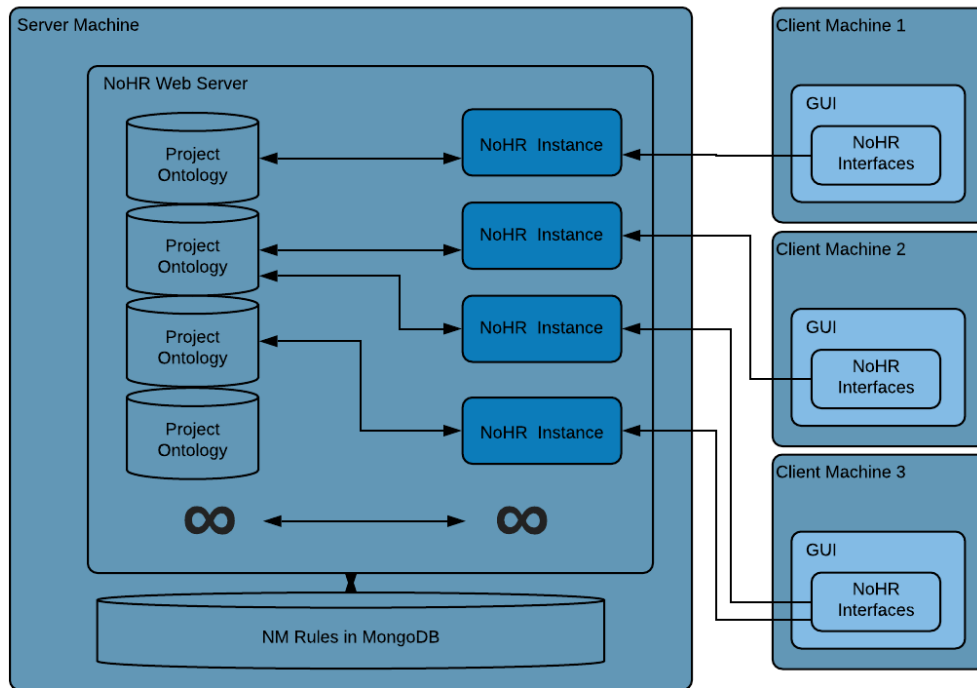 Server Machine
NoHR Web Server
Project
Ontology
NoHR Instance
Project
Ontology
NoHR Instance
Project
Ontology
NoHR Instance
Project
Ontology
NoHR Instance
∞
∞
NM Rules in MongoDB
Client Machine 1
GUI
NoHR
Interfaces
Client Machine 2
GUI
NoHR
Interfaces
Client Machine 3
GUI
NoHR
Interfaces